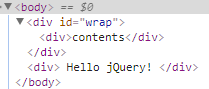 ▼<body> == $0
▼<div id="wrap">
<div>contents</div>
</div>
<div> Hello jQuery! </div>
</body>